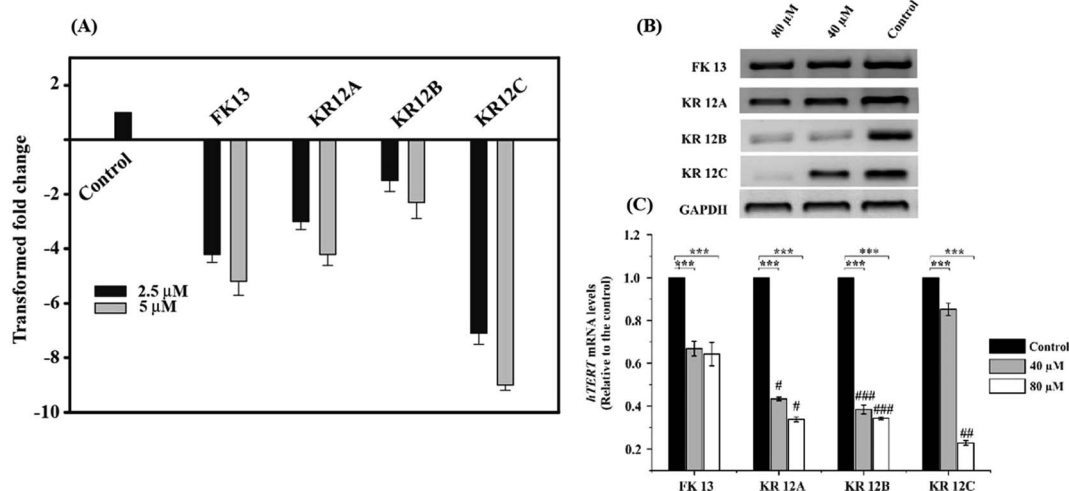 (A)
2
-2
-4
-6
-8
-10
Transformed fold change
Control
FK13
KR12A
KR12B
KR12C
2.5 µM
5 µM
(B)
80 µM
40 µM
Control
FK 13
KR 12A
KR 12B
KR 12C
GAPDH
(C)
1.2
1.0
0.8
0.6
0.4
0.2
hTERT mRNA levels
(Relative to the control)
*** *** *** ***
*** *** *** ***
# # ### ### ##
Control
40 µM
80 µM
FK 13 KR 12A KR 12B KR 12C